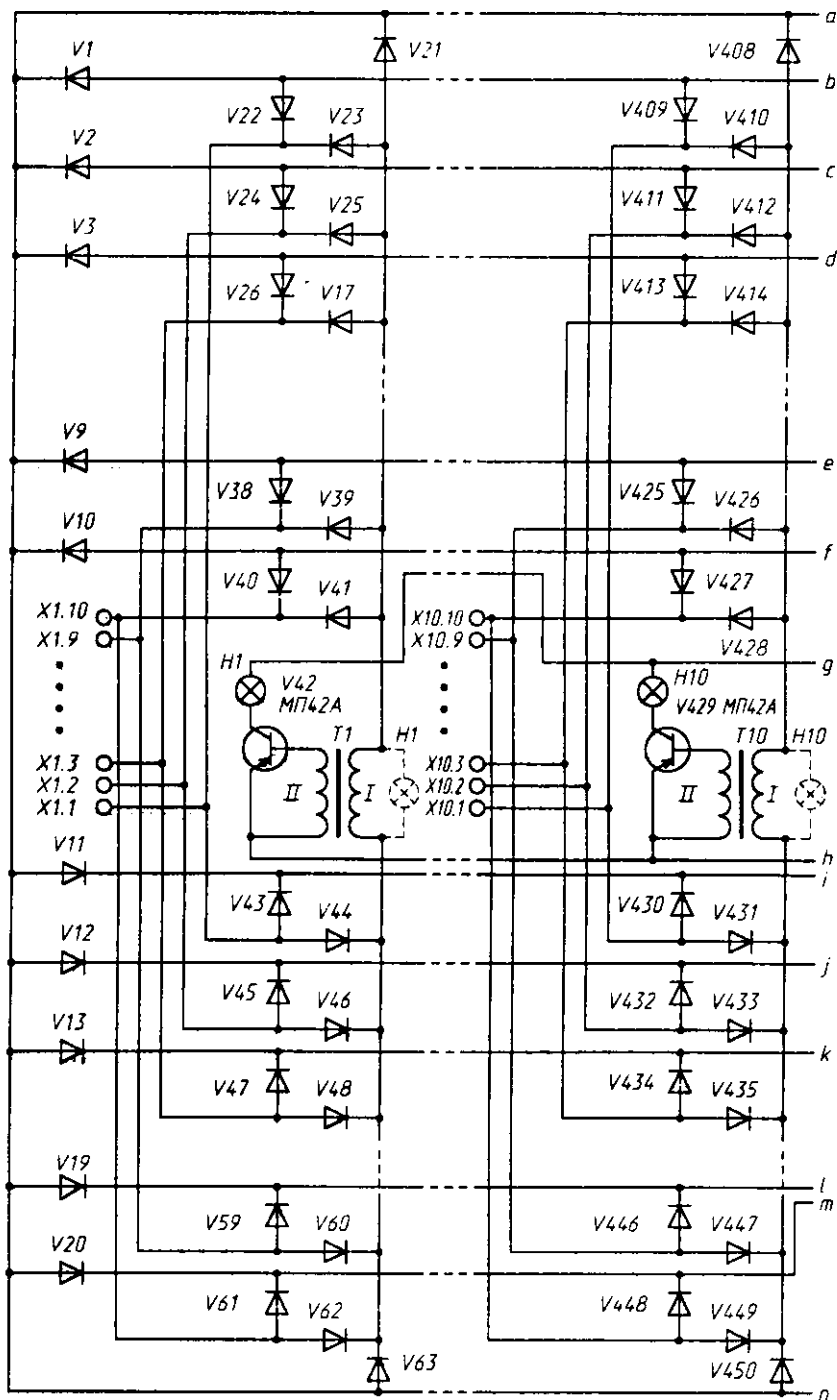 a
V1
V21
V408
b
V22
V23
V409
V410
V2
c
V24
V25
V411
V412
V3
d
V26
V17
V413
V414
V9
e
V38
V39
V425
V426
V10
f
V40
V41
V427
X1.10
X10.10
V428
X1.9
X10.9
g
H1
V42
МП42А
H10
V429 МП42А
T1
H1
T10
H10
X1.3
X10.3
X1.2
II
I
X10.2
II
I
X1.1
X10.1
V11
h
i
V43
V44
V430
V431
V12
j
V45
V46
V432
V433
V13
k
V47
V48
V434
V435
V19
l
m
V59
V60
V446
V447
V20
V61
V62
V448
V449
V63
V450
n